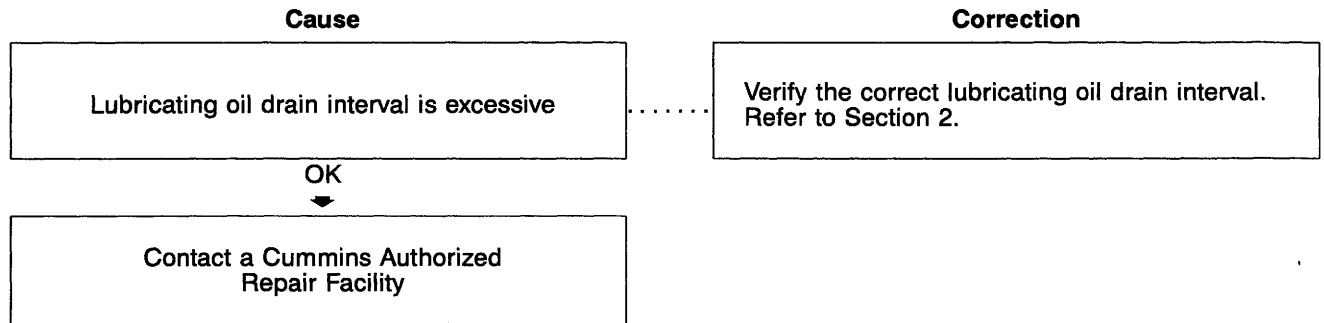 Cause
Correction
Lubricating oil drain interval is excessive
.......
Verify the correct lubricating oil drain interval.
Refer to Section 2.
OK
Contact a Cummins Authorized
Repair Facility